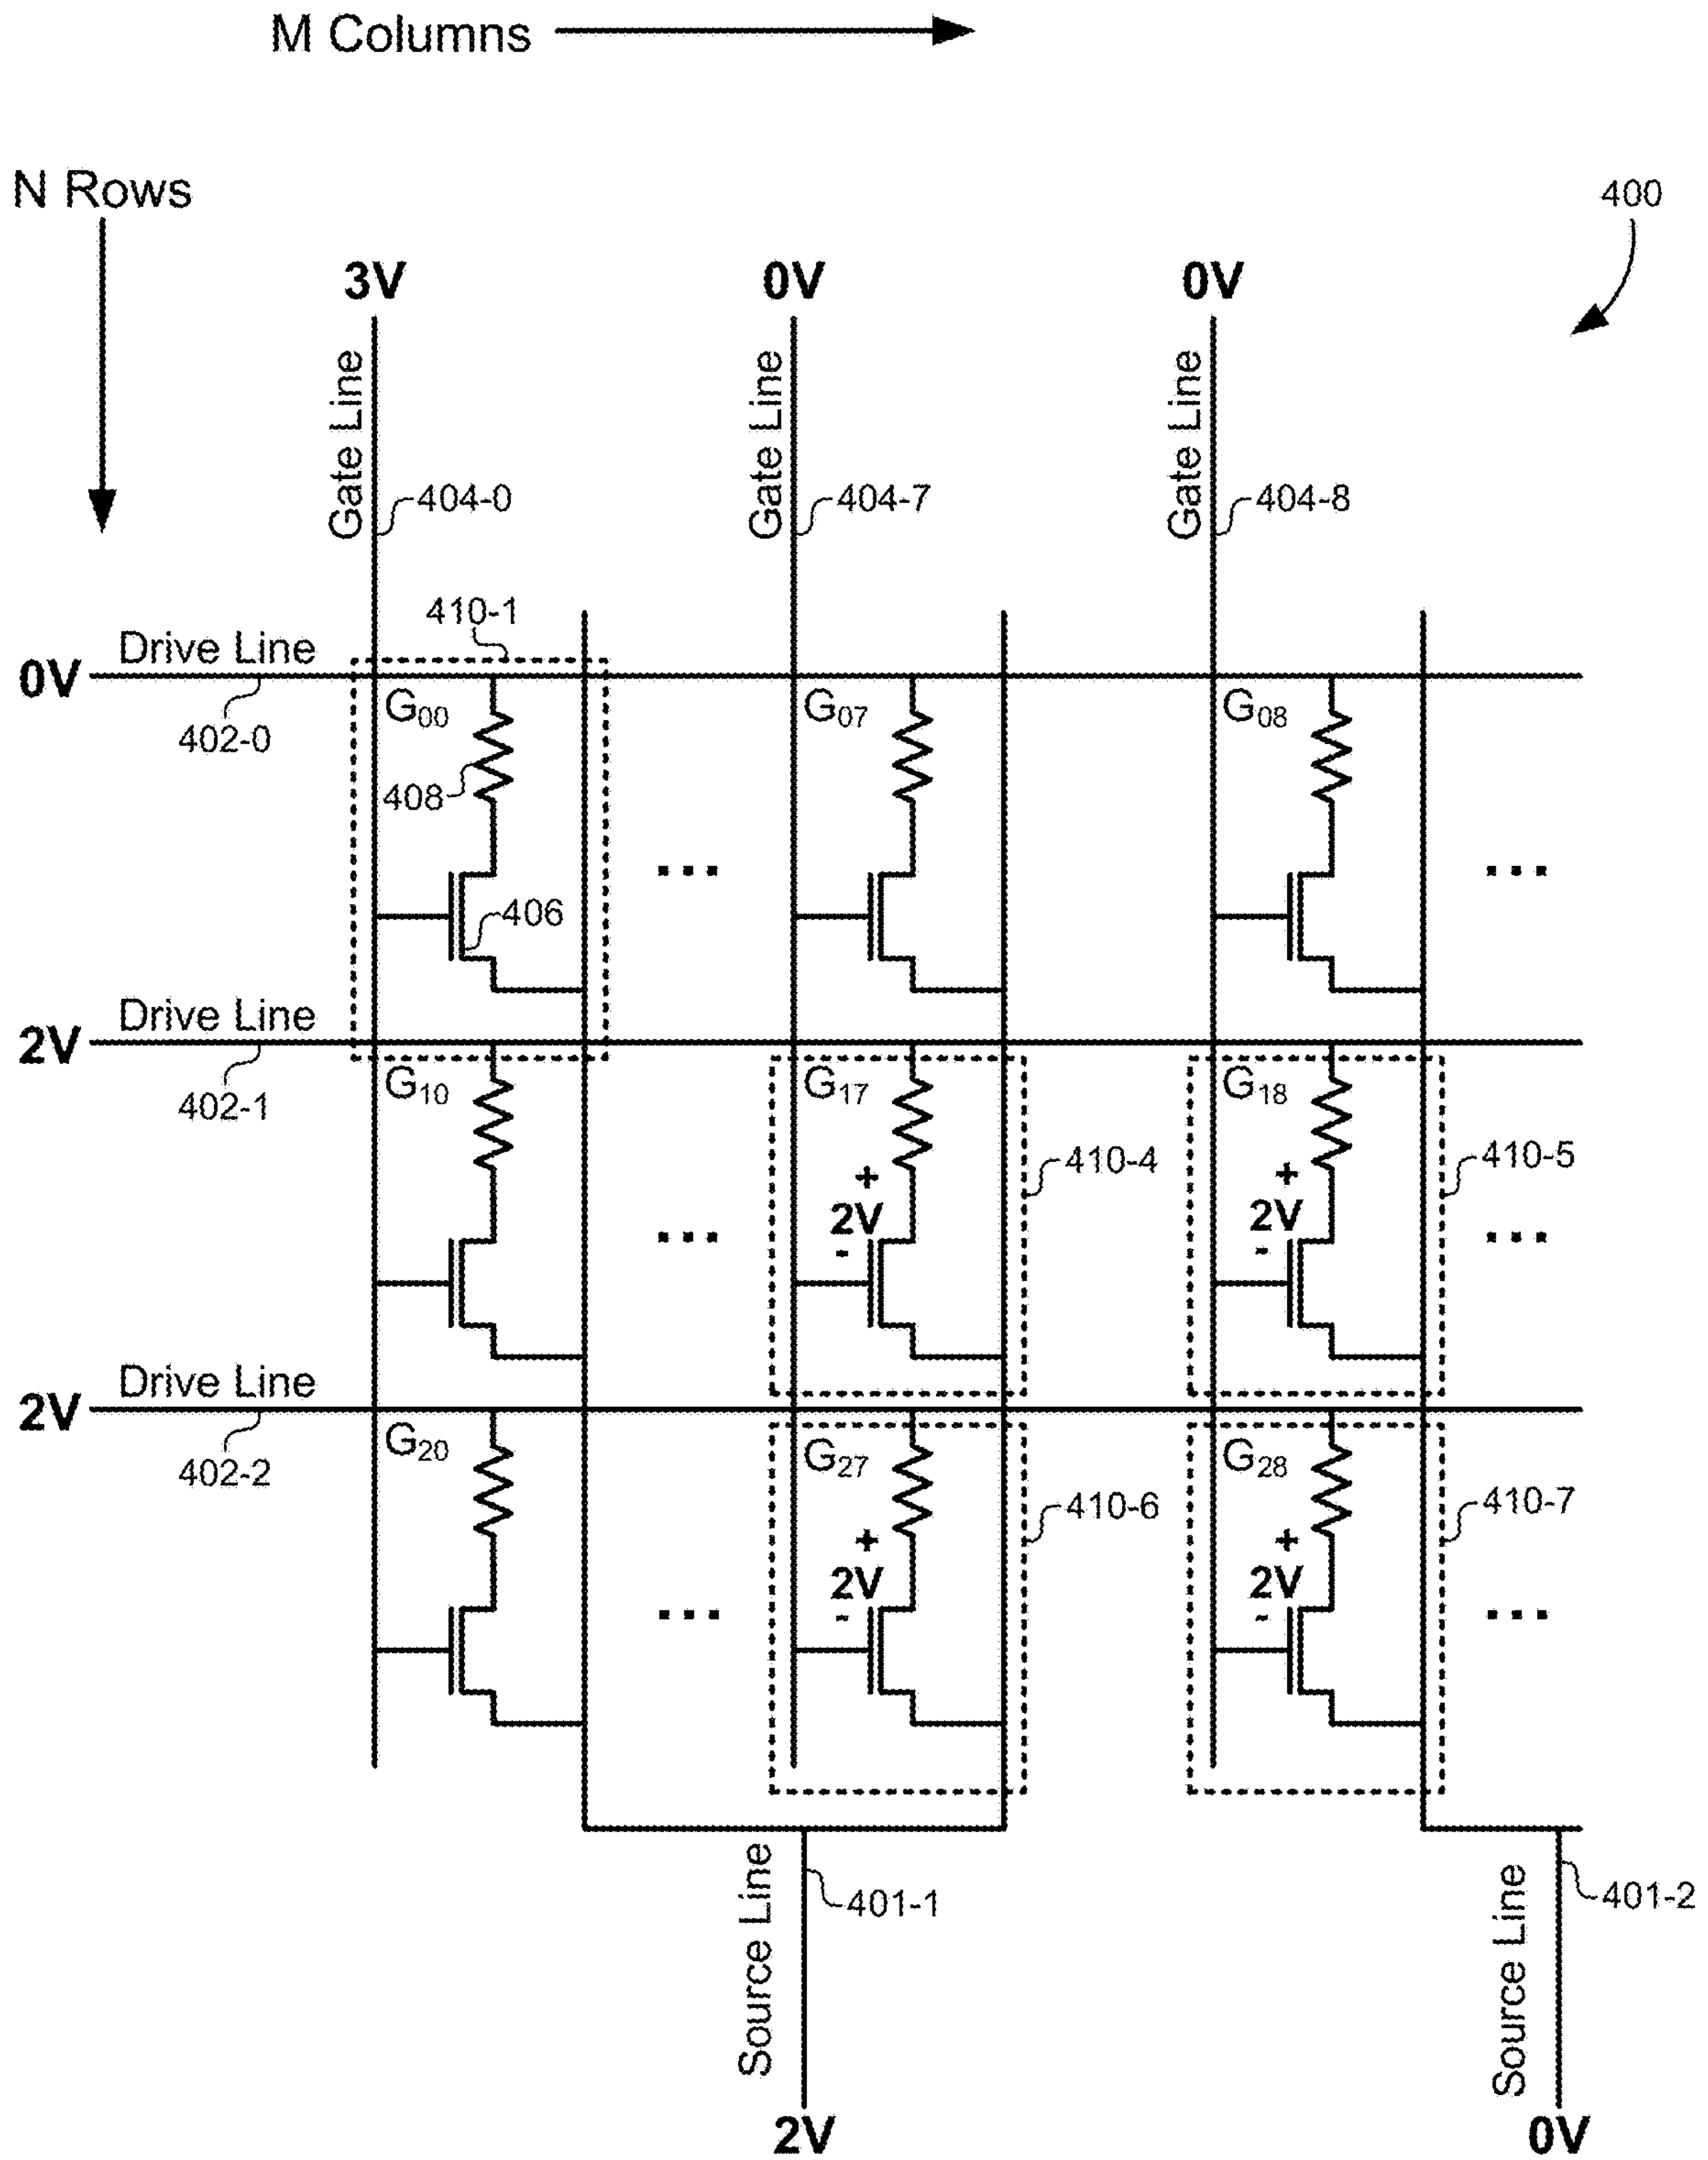 M Columns
N Rows
400
3V 0V 0V
Gate Line Gate Line Gate Line
404-0 404-7 404-8
410-1
Drive Line
0V
402-0
G00 G07 G08
408
406
Drive Line
2V
402-1
G10 G17 G18
410-4 410-5
+ +
2V 2V
- -
Drive Line
2V
402-2
G20 G27 G28
410-6 410-7
+ +
2V 2V
- -
Source Line Source Line
401-1 401-2
2V 0V